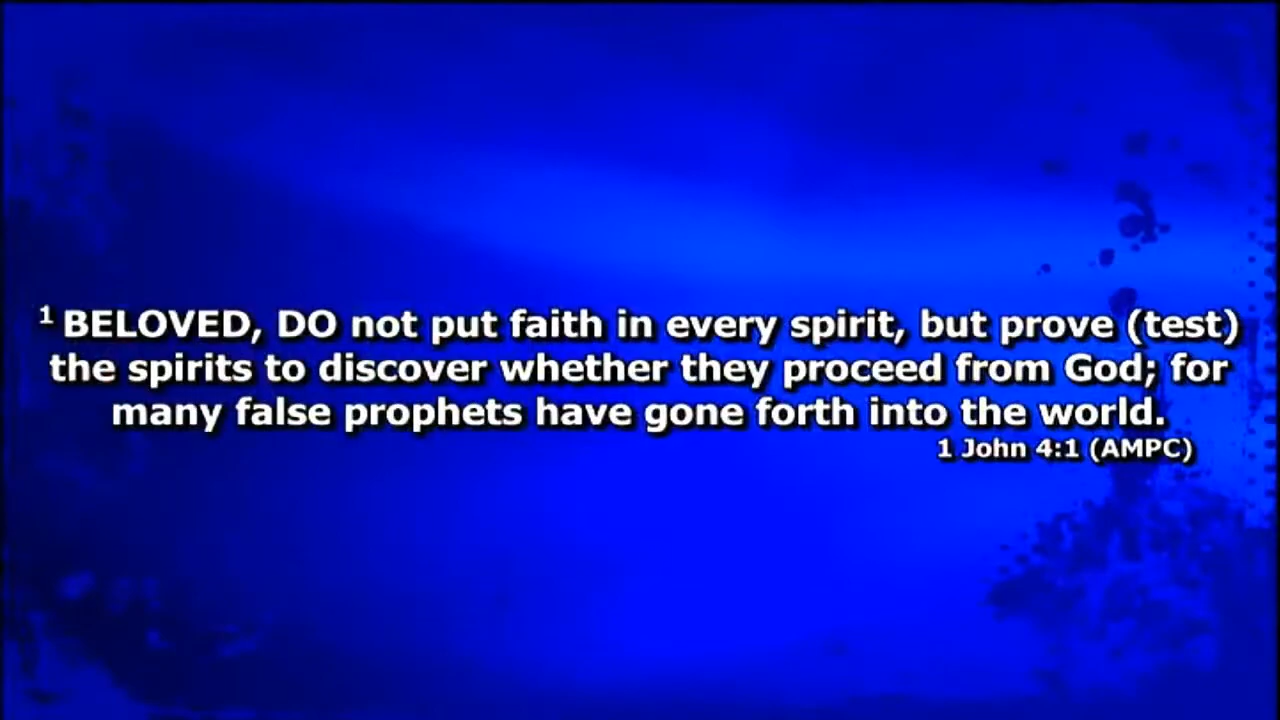 1 BELOVED, DO not put faith in every spirit, but prove (test)
the spirits to discover whether they proceed from God; for
many false prophets have gone forth into the world.
1 John 4:1 (AMPC)